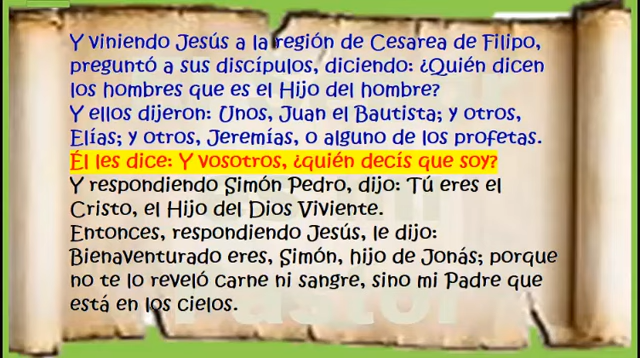 Y viniendo Jesús a la región de Cesarea de Filipo,
preguntó a sus discípulos, diciendo: ¿Quién dicen
los hombres que es el Hijo del hombre?
Y ellos dijeron: Unos, Juan el Bautista; y otros,
Elías; y otros, Jeremías, o alguno de los profetas.
Él les dice: Y vosotros, ¿quién decís que soy?
Y respondiendo Simón Pedro, dijo: Tú eres el
Cristo, el Hijo del Dios Viviente.
Entonces, respondiendo Jesús, le dijo:
Bienaventurado eres, Simón, hijo de Jonás; porque
no te lo reveló carne ni sangre, sino mi Padre que
está en los cielos.